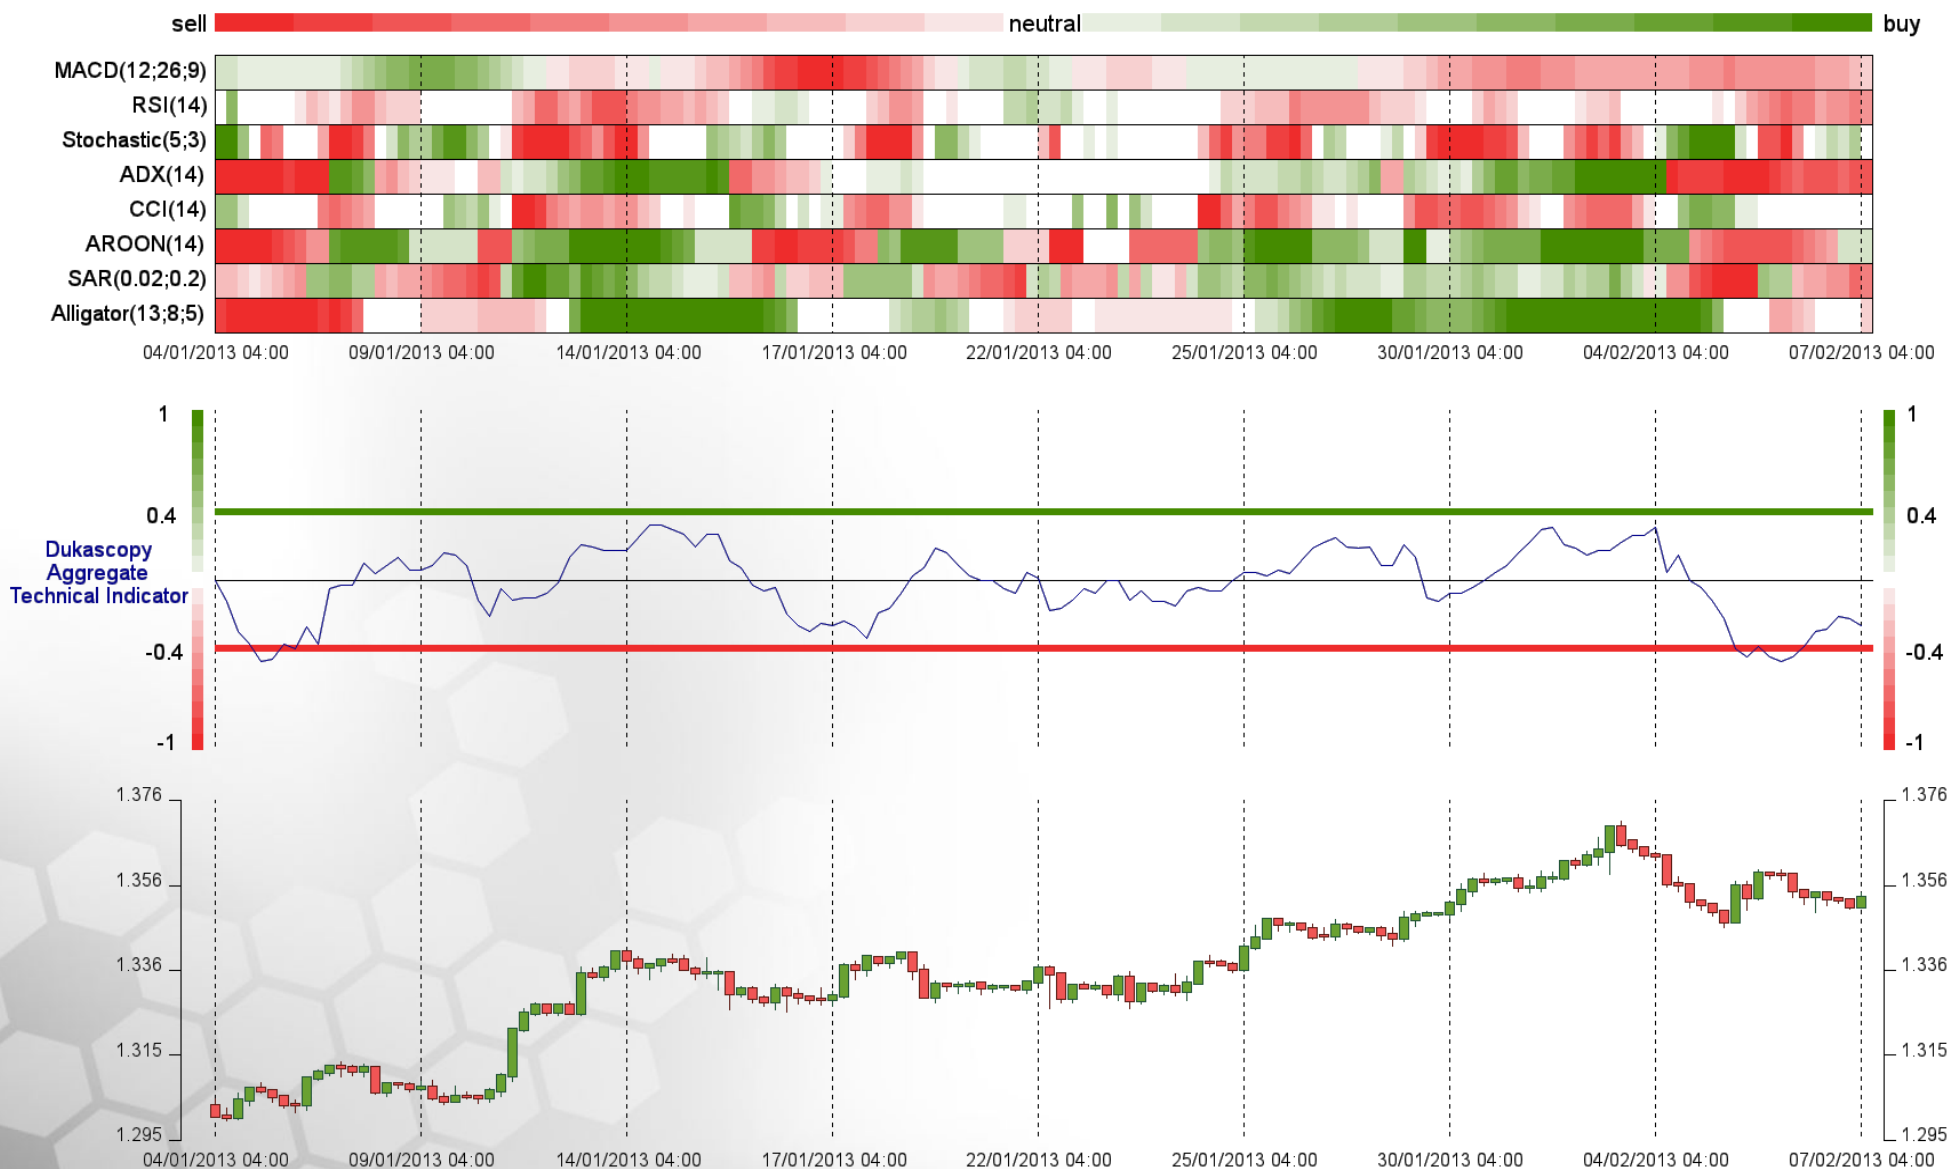 sell neutral buy
MACD(12;26;9)
RSI(14)
Stochastic(5;3)
ADX(14)
CCI(14)
AROON(14)
SAR(0.02;0.2)
Alligator(13;8;5)
04/01/2013 04:00 09/01/2013 04:00 14/01/2013 04:00 17/01/2013 04:00 22/01/2013 04:00 25/01/2013 04:00 30/01/2013 04:00 04/02/2013 04:00 07/02/2013 04:00
1 1
0.4 0.4
Dukascopy
Aggregate
Technical Indicator
-0.4 -0.4
-1 -1
1.376 1.376
1.356 1.356
1.336 1.336
1.315 1.315
1.295 1.295
04/01/2013 04:00 09/01/2013 04:00 14/01/2013 04:00 17/01/2013 04:00 22/01/2013 04:00 25/01/2013 04:00 30/01/2013 04:00 04/02/2013 04:00 07/02/2013 04:00